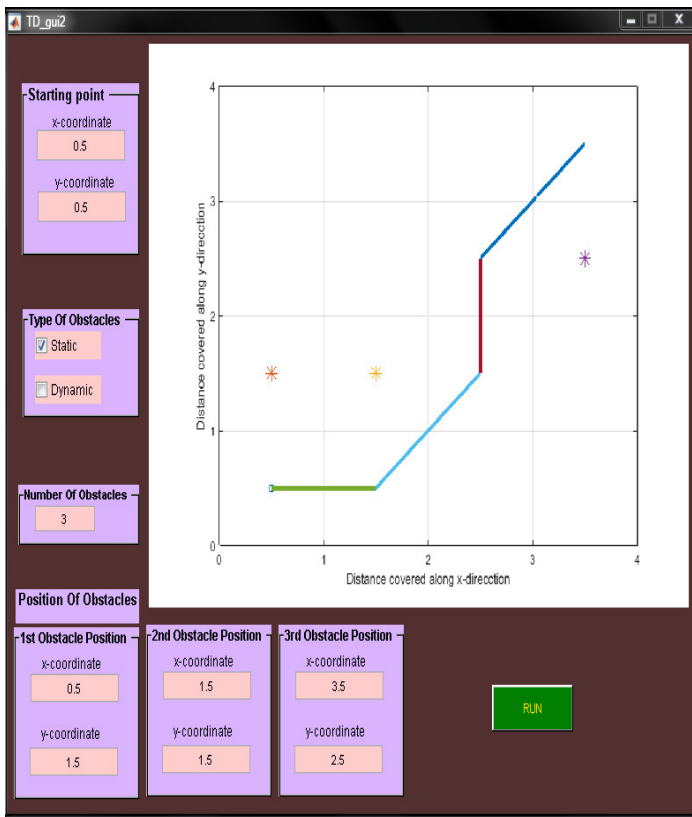 TD_gui2
Starting point
x-coordinate
0.5
y-coordinate
0.5
Type Of Obstacles
Static
Dynamic
Number Of Obstacles
3
Position Of Obstacles
4
3
2
1
0
Distance covered along y-direcction
0 1 2 3 4
Distance covered along x-direcction
1st Obstacle Position
x-coordinate
0.5
y-coordinate
1.5
2nd Obstacle Position
x-coordinate
1.5
y-coordinate
1.5
3rd Obstacle Position
x-coordinate
3.5
y-coordinate
2.5
RUN